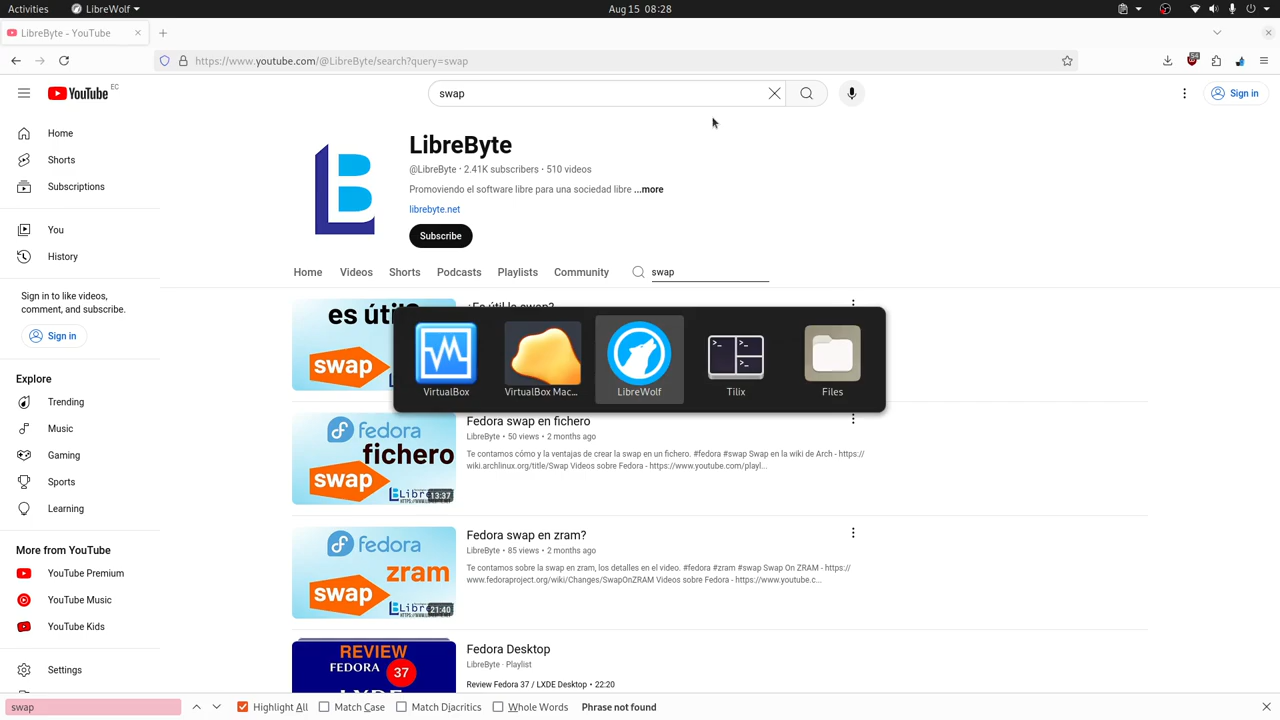 Activities
LibreWolf
Aug 15 08:28
LibreByte - YouTube
https://www.youtube.com/@LibreByte/search?query=swap
54
YouTube
EC
swap
Sign in
Home
Shorts
Subscriptions
You
History
Sign in to like videos,
comment, and subscribe.
Sign in
Explore
Trending
Music
Gaming
Sports
Learning
More from YouTube
YouTube Premium
YouTube Music
YouTube Kids
Settings
LibreByte
@LibreByte • 2.41K subscribers • 510 videos
Promoviendo el software libre para una sociedad libre ...more
librebyte.net
Subscribe
Home Videos Shorts Podcasts Playlists Community swap
swap
¿Es útil la swap?
VirtualBox
VirtualBox Mac...
LibreWolf
Tilix
Files
fedora
fichero
swap
13:37
Fedora swap en fichero
LibreByte • 50 views • 2 months ago
Te contamos cómo y la ventajas de crear la swap en un fichero. #fedora #swap Swap en la wiki de Arch - https://
wiki.archlinux.org/title/Swap Videos sobre Fedora - https://www.youtube.com/playl...
fedora
zram
swap
21:40
Fedora swap en zram?
LibreByte • 85 views • 2 months ago
Te contamos sobre la swap en zram, los detalles en el video. #fedora #zram #swap Swap On ZRAM - https://
www.fedoraproject.org/wiki/Changes/SwapOnZRAM Videos sobre Fedora - https://www.youtube.c...
REVIEW
FEDORA 37
Fedora Desktop
LibreByte · Playlist
Review Fedora 37 / LXDE Desktop • 22:20
swap
Highlight All
Match Case
Match Diacritics
Whole Words
Phrase not found